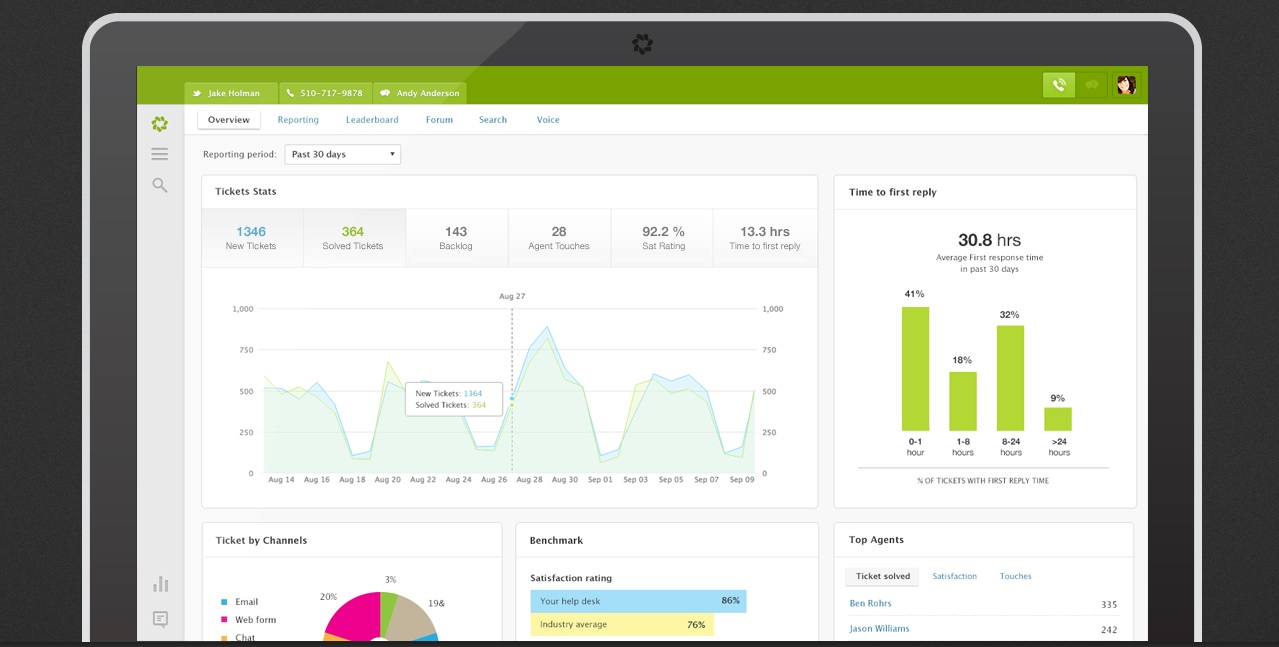 Jake Holman
510-717-9878
Andy Anderson
Overview
Reporting
Leaderboard
Forum
Search
Voice
Reporting period:
Past 30 days
Tickets Stats
1346
New Tickets
364
Solved Tickets
143
Backlog
28
Agent Touches
92.2 %
Sat Rating
13.3 hrs
Time to first reply
Aug 27
1,000
1,000
750
750
500
500
250
250
0
0
New Tickets: 1364
Solved Tickets: 364
Aug 14 Aug 16 Aug 18 Aug 20 Aug 22 Aug 24 Aug 26 Aug 28 Aug 30 Sep 01 Sep 03 Sep 05 Sep 07 Sep 09
Time to first reply
30.8 hrs
Average First response time
in past 30 days
41%
18%
32%
9%
0-1
hour
1-8
hours
8-24
hours
>24
hours
% OF TICKETS WITH FIRST REPLY TIME
Ticket by Channels
Email
Web form
Chat
3%
20%
19&
Benchmark
Satisfaction rating
Your help desk 86%
Industry average 76%
Top Agents
Ticket solved
Satisfaction
Touches
Ben Rohrs 335
Jason Williams 242